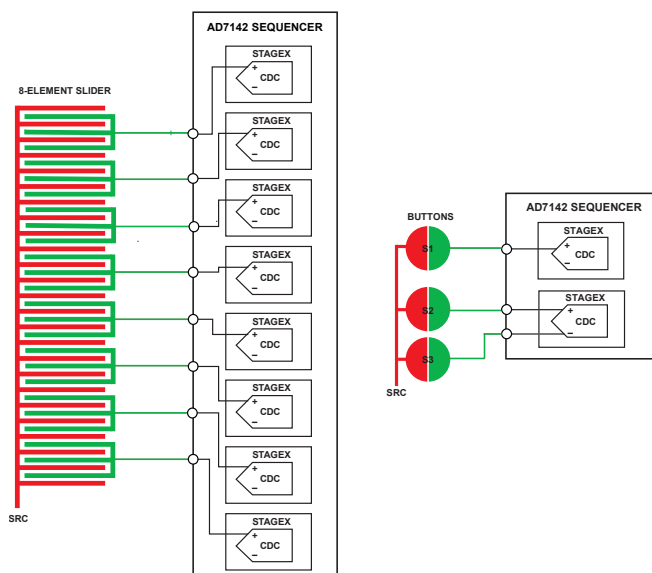 AD7142 SEQUENCER
8-ELEMENT SLIDER
STAGEX
+
CDC
–
STAGEX
+
CDC
–
STAGEX
+
CDC
–
STAGEX
+
CDC
–
STAGEX
+
CDC
–
STAGEX
+
CDC
–
STAGEX
+
CDC
–
STAGEX
+
CDC
–
SRC
AD7142 SEQUENCER
BUTTONS
S1
S2
S3
SRC
STAGEX
+
CDC
–
STAGEX
+
CDC
–